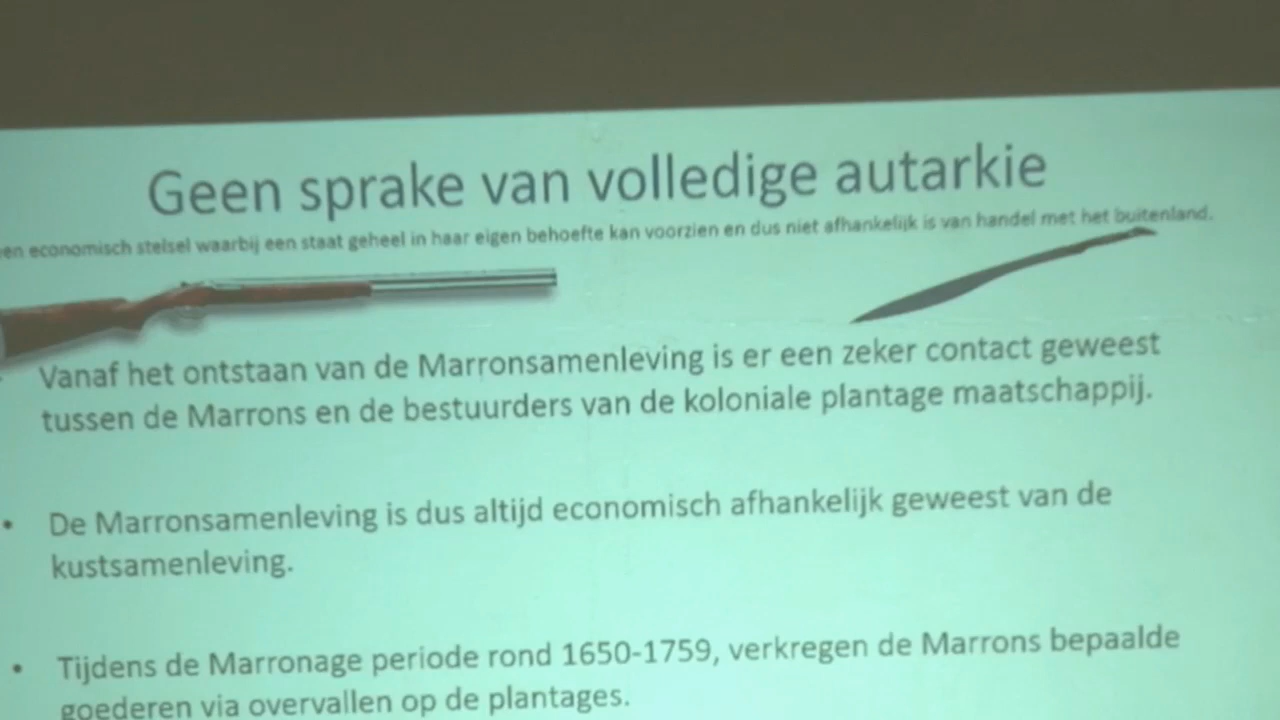 Geen sprake van volledige autarkie
een economisch stelsel waarbij een staat geheel in haar eigen behoefte kan voorzien en dus niet afhankelijk is van handel met het buitenland.
Vanaf het ontstaan van de Marronsamenleving is er een zeker contact geweest
tussen de Marrons en de bestuurders van de koloniale plantage maatschappij.
• De Marronsamenleving is dus altijd economisch afhankelijk geweest van de
kustsamenleving.
• Tijdens de Marronage periode rond 1650-1759, verkregen de Marrons bepaalde
goederen via overvallen op de plantages.